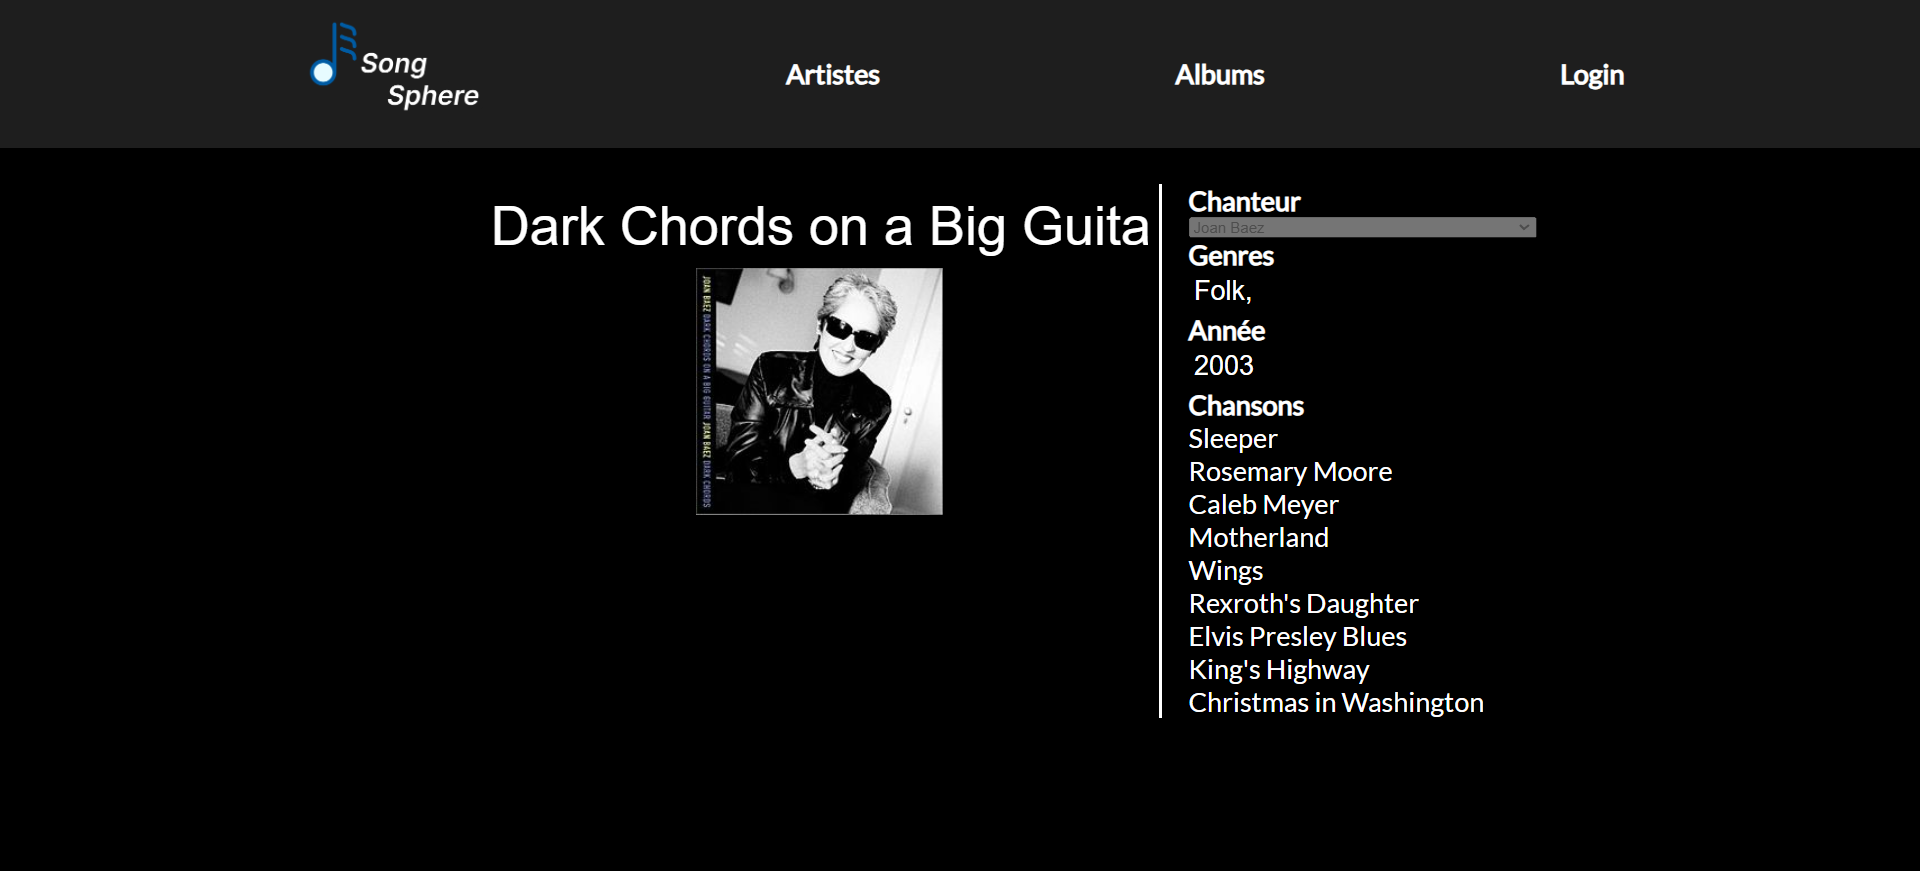 Song
Sphere
Artistes
Albums
Login
Dark Chords on a Big Guita
JOAN BAEZ DARK CHORDS ON A BIG GUITAR JOAN BAEZ DARK CHORDS
Chanteur
Joan Baez
Genres
Folk,
Année
2003
Chansons
Sleeper
Rosemary Moore
Caleb Meyer
Motherland
Wings
Rexroth's Daughter
Elvis Presley Blues
King's Highway
Christmas in Washington